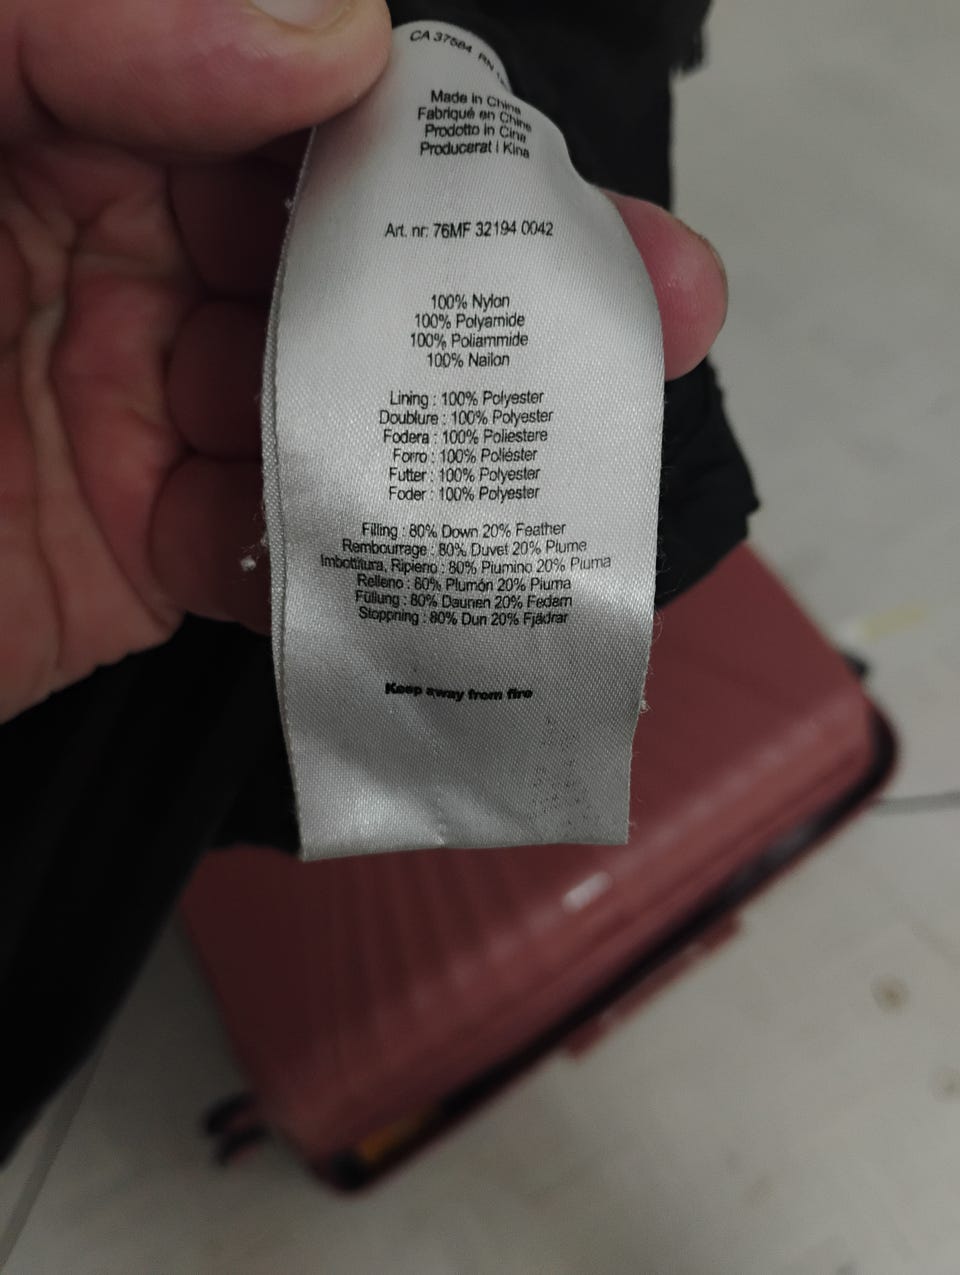 CA 37584 RN
Made in China
Fabriqué en Chine
Prodotto in Cina
Producerat i Kina
Art. nr: 76MF 32194 0042
100% Nylon
100% Polyamide
100% Poliammide
100% Nailon
Lining : 100% Polyester
Doublure : 100% Polyester
Fodera : 100% Poliestere
Forro : 100% Poliéster
Futter : 100% Polyester
Foder : 100% Polyester
Filling : 80% Down 20% Feather
Rembourrage : 80% Duvet 20% Plume
Imbottitura, Ripieno : 80% Piumino 20% Piuma
Relleno : 80% Plumón 20% Pluma
Füllung : 80% Daunen 20% Federn
Stoppning : 80% Dun 20% Fjädrar
Keep away from fire